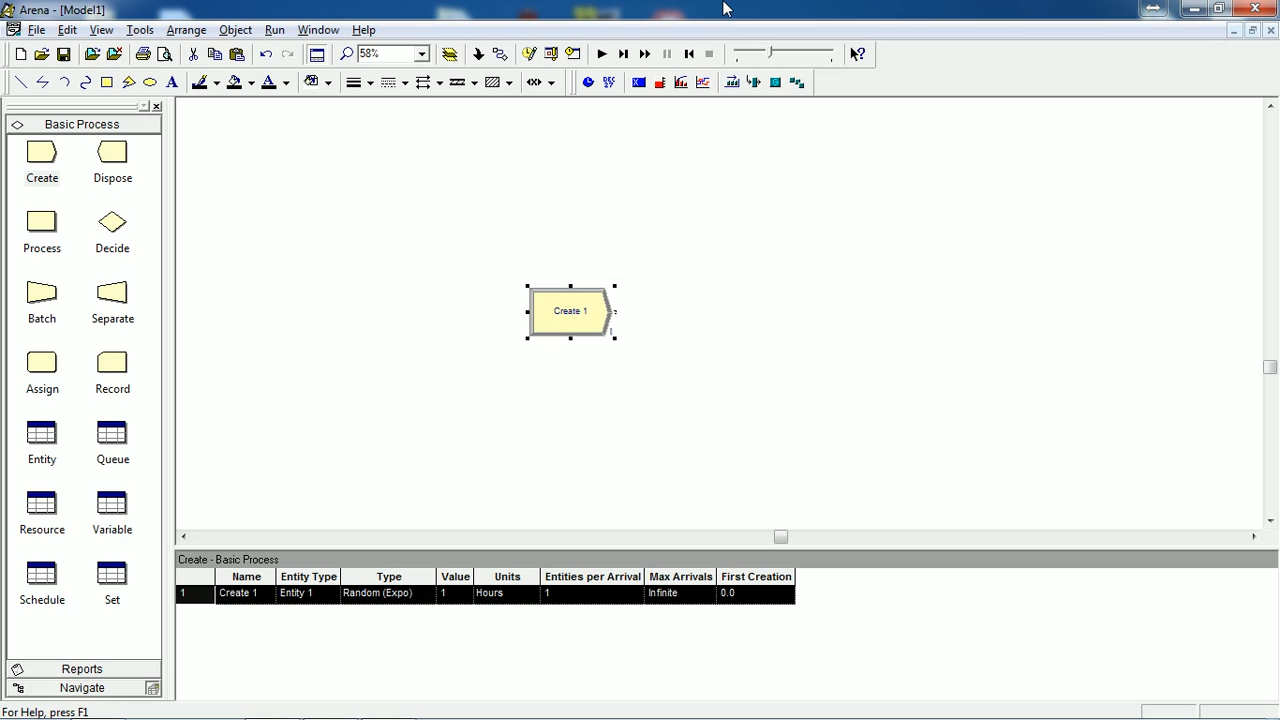 Arena - [Model1]
File Edit View Tools Arrange Object Run Window Help
58%
A A
Basic Process
Create Dispose
Process Decide
Batch Separate
Assign Record
Entity Queue
Resource Variable
Schedule Set
Reports
Navigate
Create 1
Create - Basic Process
Name Entity Type Type Value Units Entities per Arrival Max Arrivals First Creation
1 Create 1 Entity 1 Random (Expo) 1 Hours 1 Infinite 0.0
For Help, press F1